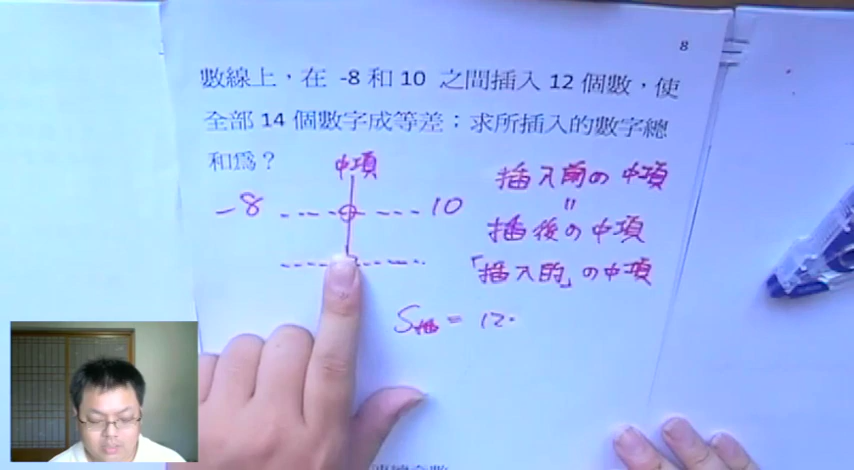 8
數線上，在 -8 和 10 之間插入 12 個數，使
全部 14 個數字成等差：求所插入的數字總
和為？
中項
-8 ---○--- 10
插入前の中項
=
插後の中項
「插入的」の中項
S插 = 12·